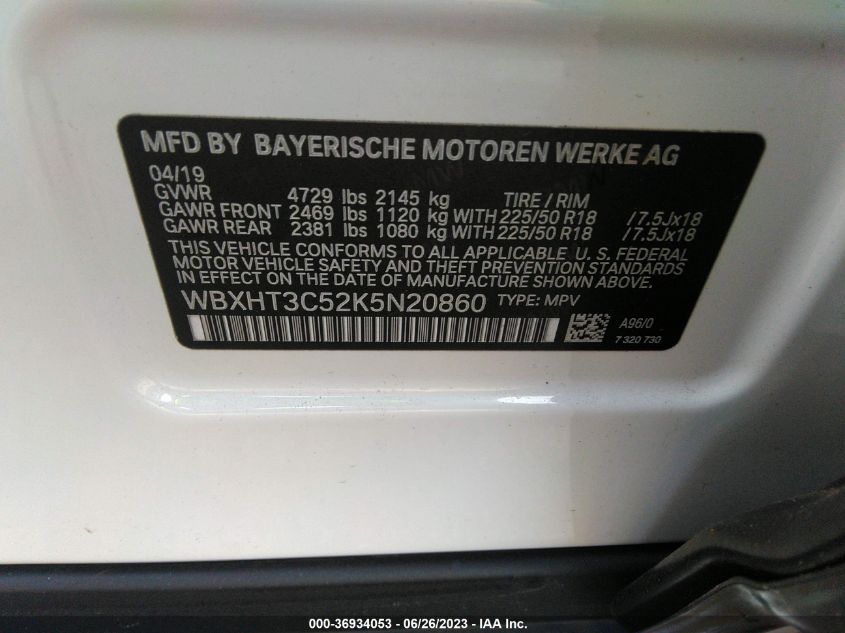 MFD BY BAYERISCHE MOTOREN WERKE AG
04/19
GVWR 4729 lbs 2145 kg TIRE / RIM
GAWR FRONT 2469 lbs 1120 kg WITH 225/50 R18 /7.5Jx18
GAWR REAR 2381 lbs 1080 kg WITH 225/50 R18 /7.5Jx18
THIS VEHICLE CONFORMS TO ALL APPLICABLE U. S. FEDERAL
MOTOR VEHICLE SAFETY AND THEFT PREVENTION STANDARDS
IN EFFECT ON THE DATE OF MANUFACTURE SHOWN ABOVE.
WBXHT3C52K5N20860 TYPE: MPV
A96/0
7 320 730
000-36934053 - 06/26/2023 - IAA Inc.